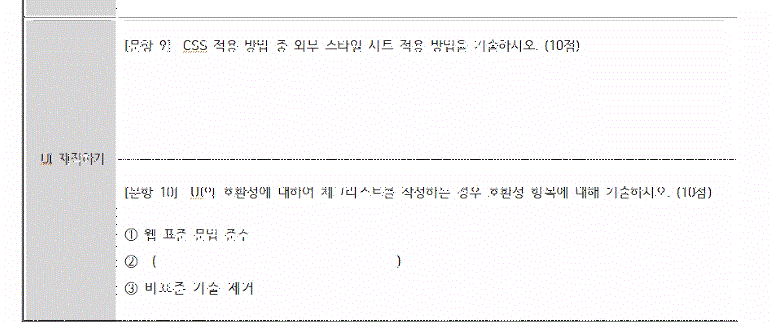 [문항 9] CSS 적용 방법 중 외부 스타일 시트 적용 방법을 기술하시오. (10점)
UI 제작하기
[문항 10] UI의 호환성에 대하여 체크리스트를 작성하는 경우 호환성 항목에 대해 기술하시오. (10점)
① 웹 표준 문법 준수
② ( )
③ 비표준 기술 제거